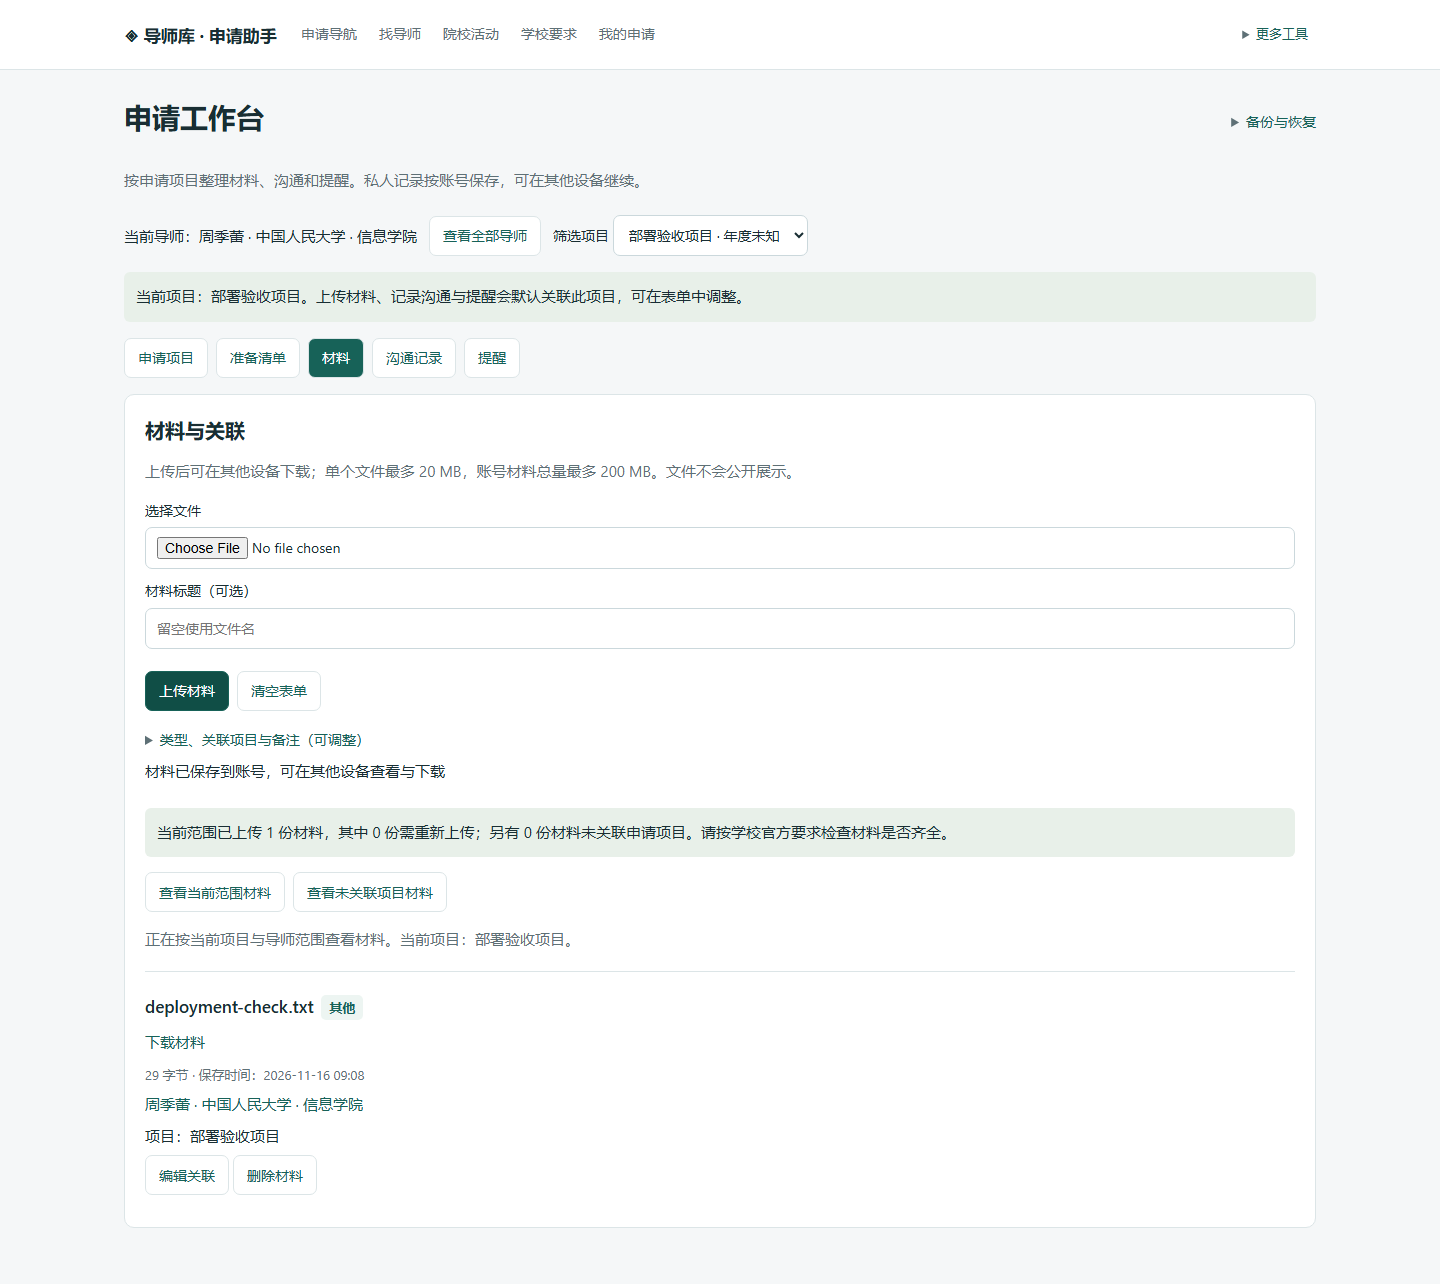 ◈ 导师库 · 申请助手 申请导航 找导师 院校活动 学校要求 我的申请 ▶ 更多工具
申请工作台 ▶ 备份与恢复
按申请项目整理材料、沟通和提醒。私人记录按账号保存，可在其他设备继续。
当前导师：周季蕾 · 中国人民大学 · 信息学院 查看全部导师 筛选项目 部署验收项目 · 年度未知
当前项目：部署验收项目。上传材料、记录沟通与提醒会默认关联此项目，可在表单中调整。
申请项目 准备清单 材料 沟通记录 提醒
材料与关联
上传后可在其他设备下载；单个文件最多 20 MB，账号材料总量最多 200 MB。文件不会公开展示。
选择文件
Choose File No file chosen
材料标题（可选）
留空使用文件名
上传材料 清空表单
▶ 类型、关联项目与备注（可调整）
材料已保存到账号，可在其他设备查看与下载
当前范围已上传 1 份材料，其中 0 份需重新上传；另有 0 份材料未关联申请项目。请按学校官方要求检查材料是否齐全。
查看当前范围材料 查看未关联项目材料
正在按当前项目与导师范围查看材料。当前项目：部署验收项目。
deployment-check.txt 其他
下载材料
29 字节 · 保存时间：2026-11-16 09:08
周季蕾 · 中国人民大学 · 信息学院
项目：部署验收项目
编辑关联 删除材料